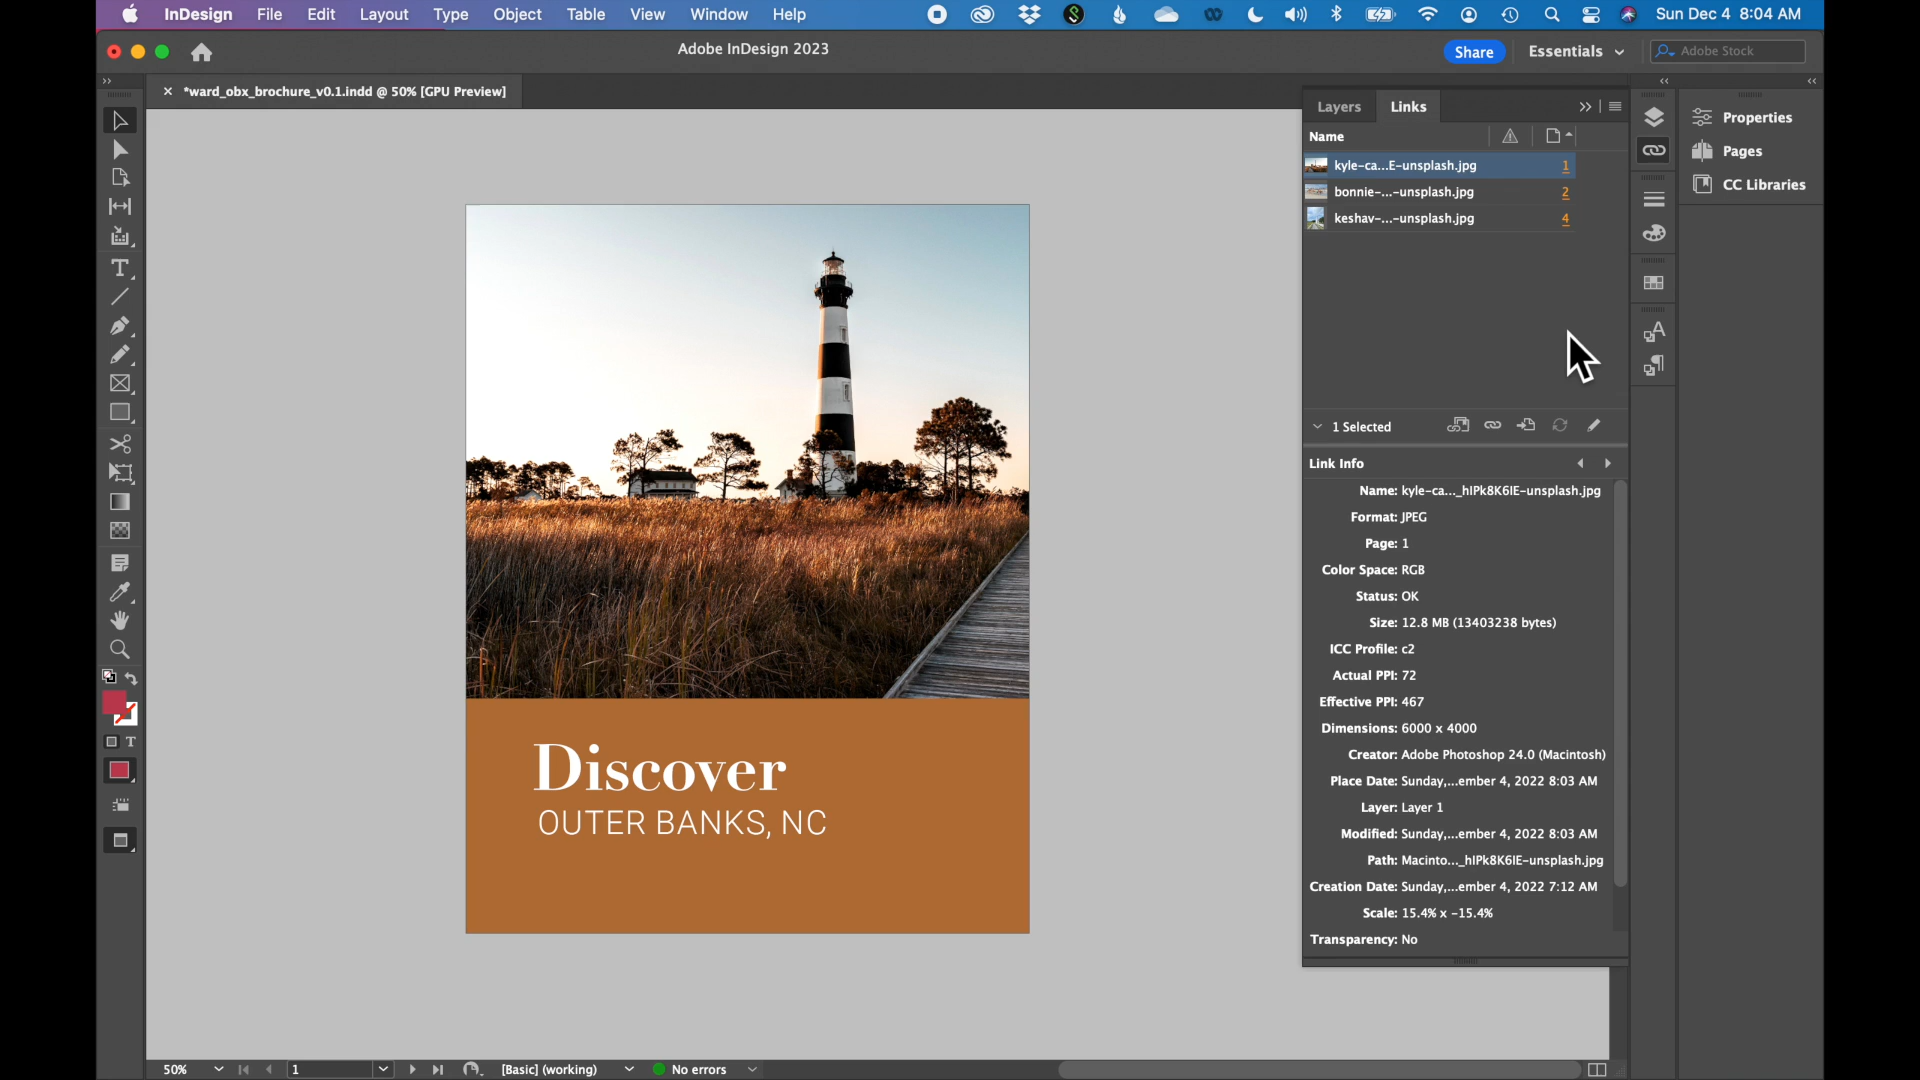 InDesign File Edit Layout Type Object Table View Window Help Sun Dec 4 8:04 AM
Adobe InDesign 2023
Share Essentials Adobe Stock
*ward_obx_brochure_v0.1.indd @ 50% [GPU Preview]
Layers Links
Properties
Pages
CC Libraries
Name
kyle-ca...E-unsplash.jpg 1
bonnie-...-unsplash.jpg 2
keshav-...-unsplash.jpg 4
1 Selected
Link Info
Name: kyle-ca..._hIPk8K6IE-unsplash.jpg
Format: JPEG
Page: 1
Color Space: RGB
Status: OK
Size: 12.8 MB (13403238 bytes)
ICC Profile: c2
Actual PPI: 72
Effective PPI: 467
Dimensions: 6000 x 4000
Creator: Adobe Photoshop 24.0 (Macintosh)
Place Date: Sunday,...ember 4, 2022 8:03 AM
Layer: Layer 1
Modified: Sunday,...ember 4, 2022 8:03 AM
Path: Macinto..._hIPk8K6IE-unsplash.jpg
Creation Date: Sunday,...ember 4, 2022 7:12 AM
Scale: 15.4% x -15.4%
Transparency: No
Discover
OUTER BANKS, NC
50% 1 [Basic] (working) No errors